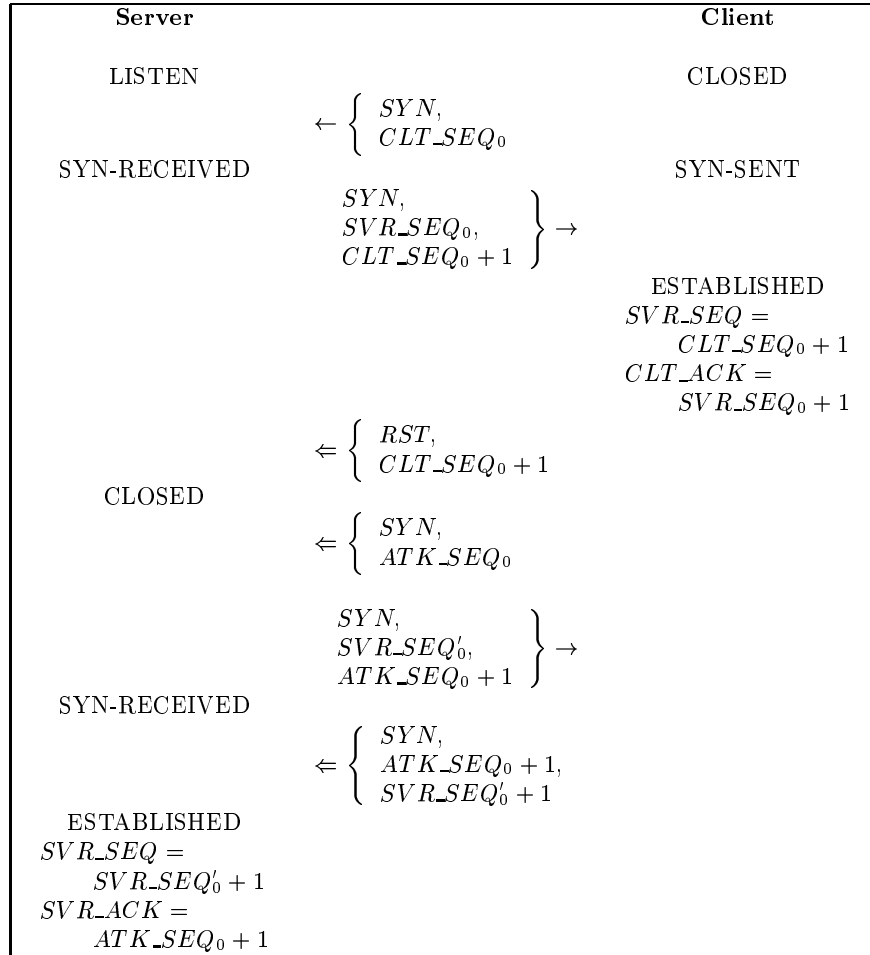 Server Client
LISTEN CLOSED
← { SYN,
CLT_SEQ₀
SYN-RECEIVED SYN-SENT
SYN,
SVR_SEQ₀,
CLT_SEQ₀ + 1 } →
ESTABLISHED
SVR_SEQ =
CLT_SEQ₀ + 1
CLT_ACK =
SVR_SEQ₀ + 1
⇐ { RST,
CLT_SEQ₀ + 1
CLOSED
⇐ { SYN,
ATK_SEQ₀
SYN,
SVR_SEQ′₀,
ATK_SEQ₀ + 1 } →
SYN-RECEIVED
⇐ { SYN,
ATK_SEQ₀ + 1,
SVR_SEQ′₀ + 1
ESTABLISHED
SVR_SEQ =
SVR_SEQ′₀ + 1
SVR_ACK =
ATK_SEQ₀ + 1